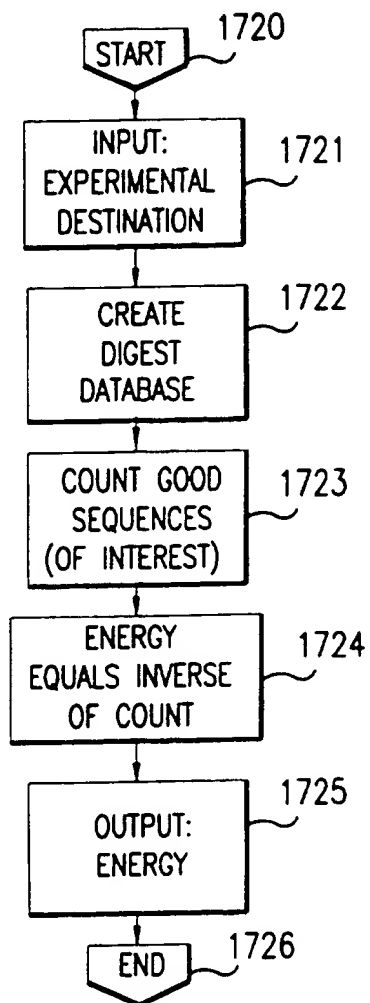 START
1720
INPUT:
EXPERIMENTAL
DESTINATION
1721
CREATE
DIGEST
DATABASE
1722
COUNT GOOD
SEQUENCES
(OF INTEREST)
1723
ENERGY
EQUALS INVERSE
OF COUNT
1724
OUTPUT:
ENERGY
1725
END
1726